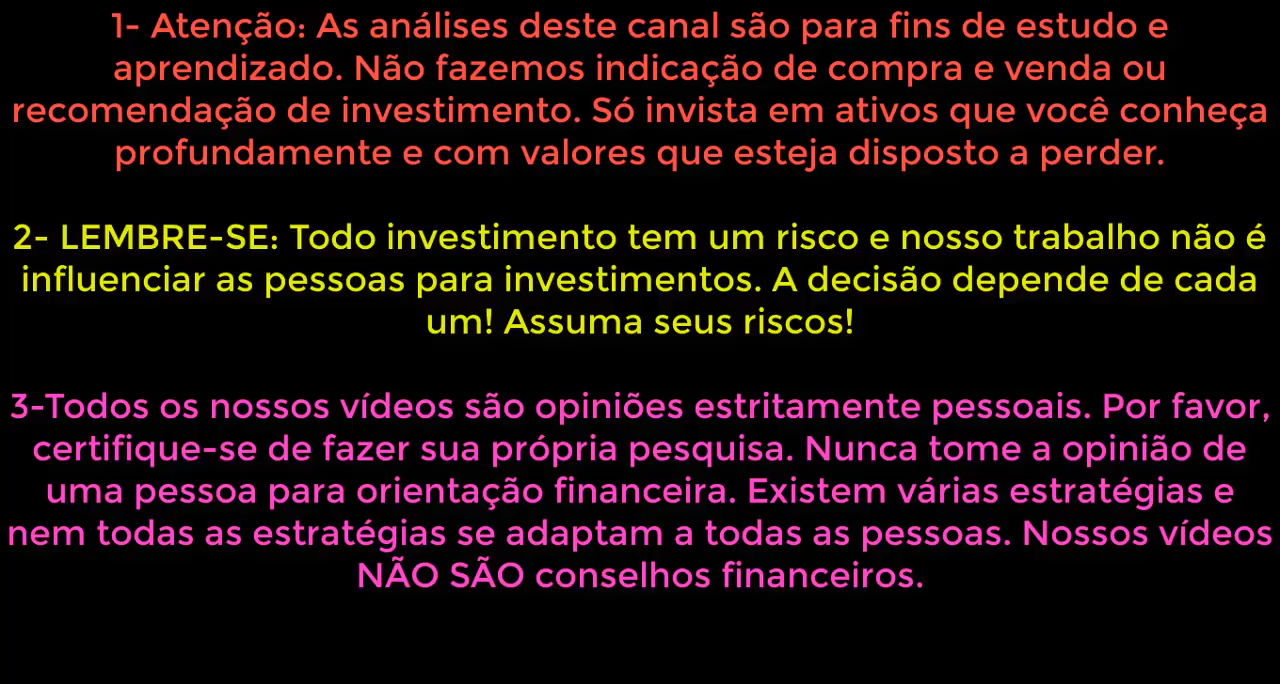 1- Atenção: As análises deste canal são para fins de estudo e
aprendizado. Não fazemos indicação de compra e venda ou
recomendação de investimento. Só invista em ativos que você conheça
profundamente e com valores que esteja disposto a perder.
2- LEMBRE-SE: Todo investimento tem um risco e nosso trabalho não é
influenciar as pessoas para investimentos. A decisão depende de cada
um! Assuma seus riscos!
3-Todos os nossos vídeos são opiniões estritamente pessoais. Por favor,
certifique-se de fazer sua própria pesquisa. Nunca tome a opinião de
uma pessoa para orientação financeira. Existem várias estratégias e
nem todas as estratégias se adaptam a todas as pessoas. Nossos vídeos
NÃO SÃO conselhos financeiros.